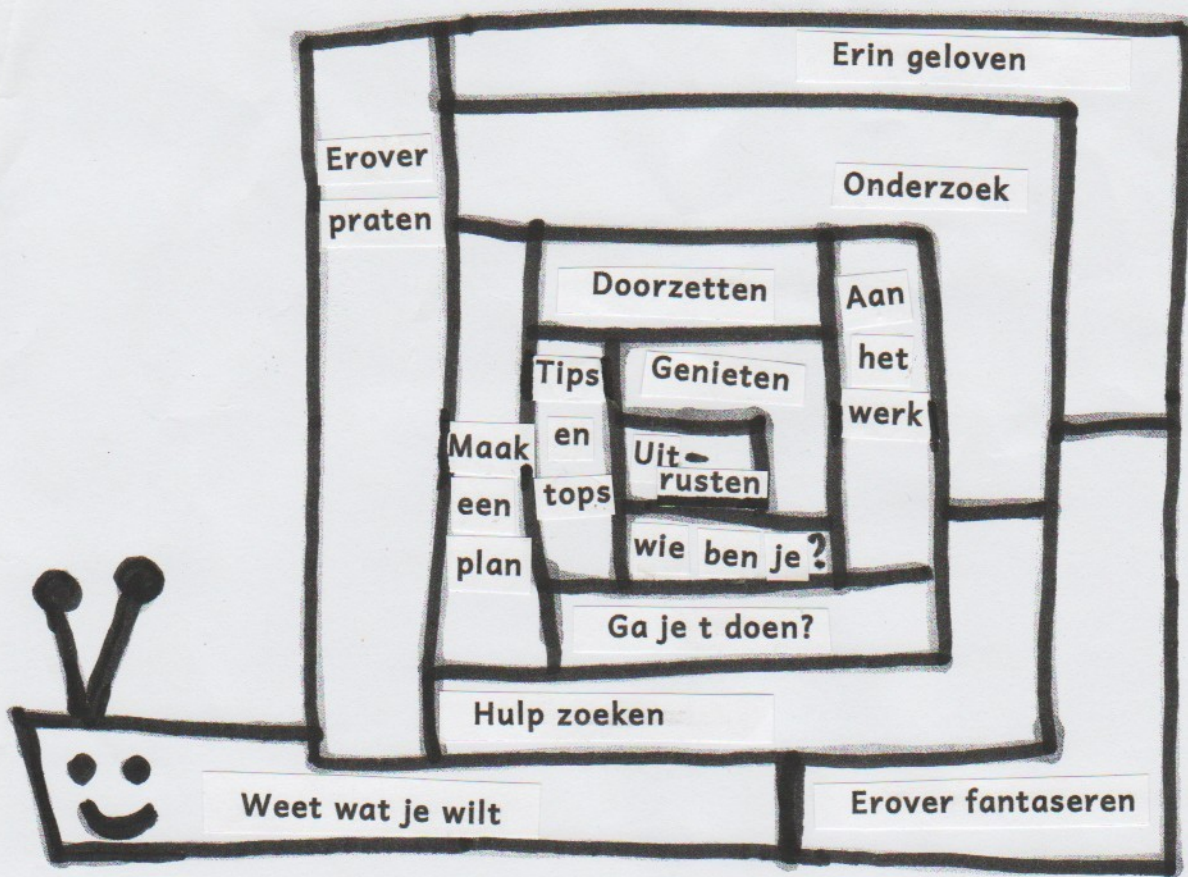 Weet wat je wilt
Erover fantaseren
Erin geloven
Erover
praten
Hulp zoeken
Onderzoek
Maak
een
plan
Ga je t doen?
Aan
het
werk
Doorzetten
Tips
en
tops
wie ben je?
Genieten
Uit-
rusten